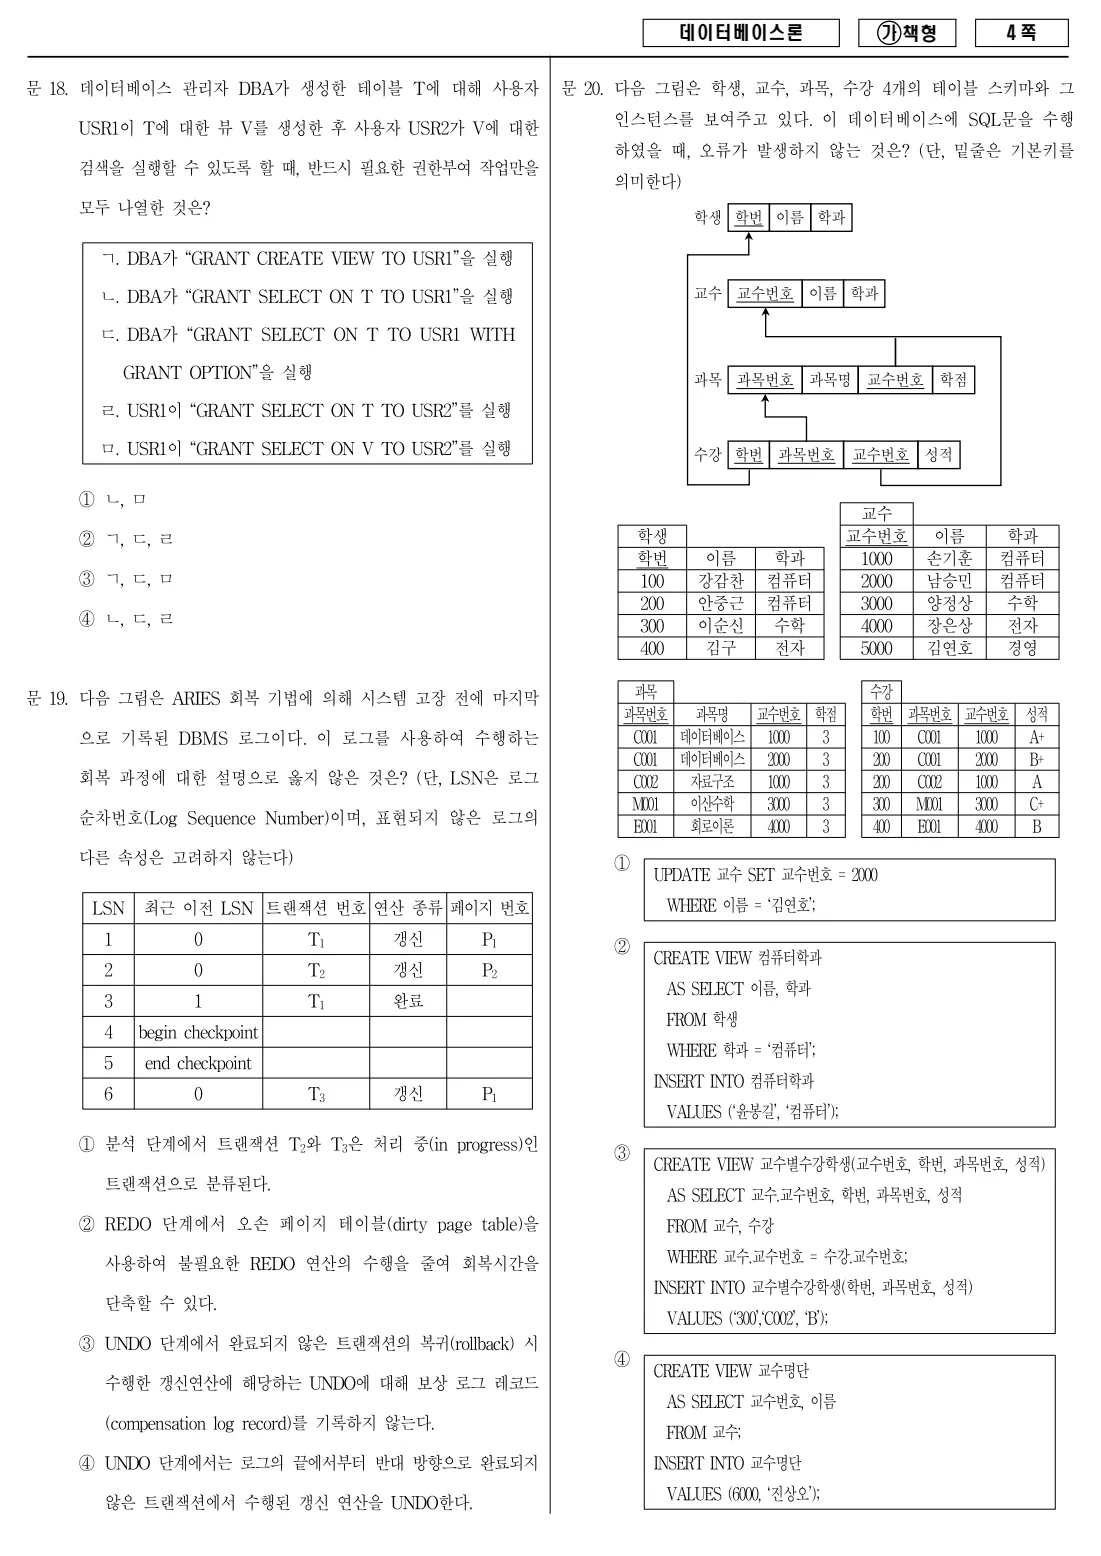 데이터베이스론
㉮책형
4쪽
문 18. 데이터베이스 관리자 DBA가 생성한 테이블 T에 대해 사용자
USR1이 T에 대한 뷰 V를 생성한 후 사용자 USR2가 V에 대한
검색을 실행할 수 있도록 할 때, 반드시 필요한 권한부여 작업만을
모두 나열한 것은?
ㄱ. DBA가 “GRANT CREATE VIEW TO USR1”을 실행
ㄴ. DBA가 “GRANT SELECT ON T TO USR1”을 실행
ㄷ. DBA가 “GRANT SELECT ON T TO USR1 WITH
GRANT OPTION”을 실행
ㄹ. USR1이 “GRANT SELECT ON T TO USR2”를 실행
ㅁ. USR1이 “GRANT SELECT ON V TO USR2”를 실행
① ㄴ, ㅁ
② ㄱ, ㄷ, ㄹ
③ ㄱ, ㄷ, ㅁ
④ ㄴ, ㄷ, ㄹ
문 19. 다음 그림은 ARIES 회복 기법에 의해 시스템 고장 전에 마지막
으로 기록된 DBMS 로그이다. 이 로그를 사용하여 수행하는
회복 과정에 대한 설명으로 옳지 않은 것은? (단, LSN은 로그
순차번호(Log Sequence Number)이며, 표현되지 않은 로그의
다른 속성은 고려하지 않는다)
LSN 최근 이전 LSN 트랜잭션 번호 연산 종류 페이지 번호
1 0 T₁ 갱신 P₁
2 0 T₂ 갱신 P₂
3 1 T₁ 완료
4 begin checkpoint
5 end checkpoint
6 0 T₃ 갱신 P₁
① 분석 단계에서 트랜잭션 T₂와 T₃은 처리 중(in progress)인
트랜잭션으로 분류된다.
② REDO 단계에서 오손 페이지 테이블(dirty page table)을
사용하여 불필요한 REDO 연산의 수행을 줄여 회복시간을
단축할 수 있다.
③ UNDO 단계에서 완료되지 않은 트랜잭션의 복귀(rollback) 시
수행한 갱신연산에 해당하는 UNDO에 대해 보상 로그 레코드
(compensation log record)를 기록하지 않는다.
④ UNDO 단계에서는 로그의 끝에서부터 반대 방향으로 완료되지
않은 트랜잭션에서 수행된 갱신 연산을 UNDO한다.
문 20. 다음 그림은 학생, 교수, 과목, 수강 4개의 테이블 스키마와 그
인스턴스를 보여주고 있다. 이 데이터베이스에 SQL문을 수행
하였을 때, 오류가 발생하지 않는 것은? (단, 밑줄은 기본키를
의미한다)
학생 학번 이름 학과
교수 교수번호 이름 학과
과목 과목번호 과목명 교수번호 학점
수강 학번 과목번호 교수번호 성적
학생
학번 이름 학과
100 강감찬 컴퓨터
200 안중근 컴퓨터
300 이순신 수학
400 김구 전자
교수
교수번호 이름 학과
1000 손기훈 컴퓨터
2000 남승민 컴퓨터
3000 양정상 수학
4000 장은상 전자
5000 김연호 경영
과목
과목번호 과목명 교수번호 학점
C001 데이터베이스 1000 3
C001 데이터베이스 2000 3
C002 자료구조 1000 3
M001 이산수학 3000 3
E001 회로이론 4000 3
수강
학번 과목번호 교수번호 성적
100 C001 1000 A+
200 C001 2000 B+
200 C002 1000 A
300 M001 3000 C+
400 E001 4000 B
①
UPDATE 교수 SET 교수번호 = 2000
WHERE 이름 = ‘김연호’;
②
CREATE VIEW 컴퓨터학과
AS SELECT 이름, 학과
FROM 학생
WHERE 학과 = ‘컴퓨터’;
INSERT INTO 컴퓨터학과
VALUES (‘윤봉길’, ‘컴퓨터’);
③
CREATE VIEW 교수별수강학생(교수번호, 학번, 과목번호, 성적)
AS SELECT 교수.교수번호, 학번, 과목번호, 성적
FROM 교수, 수강
WHERE 교수.교수번호 = 수강.교수번호;
INSERT INTO 교수별수강학생(학번, 과목번호, 성적)
VALUES (‘300’,‘C002’, ‘B’);
④
CREATE VIEW 교수명단
AS SELECT 교수번호, 이름
FROM 교수;
INSERT INTO 교수명단
VALUES (6000, ‘진상오’);